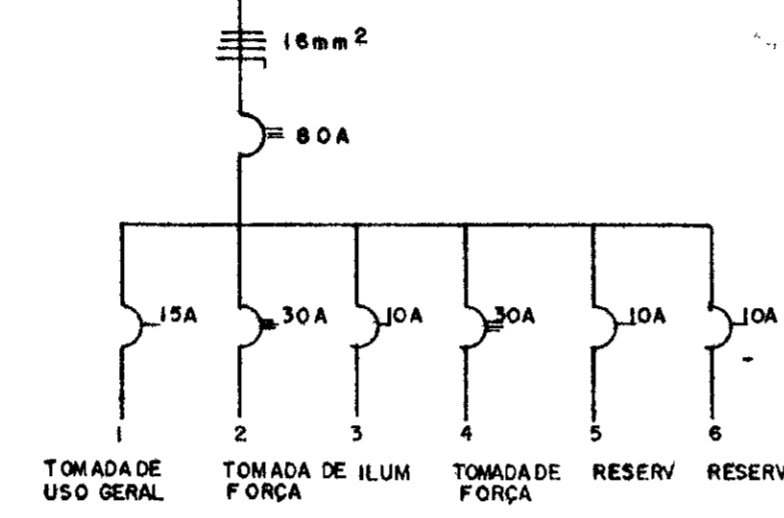 16mm2
80A
15A 30A 10A 30A 10A 10A
1 2 3 4 5 6
TOMADA DE TOMADA DE ILUM TOMADA DE RESERV RESERV
USO GERAL FORÇA FORÇA